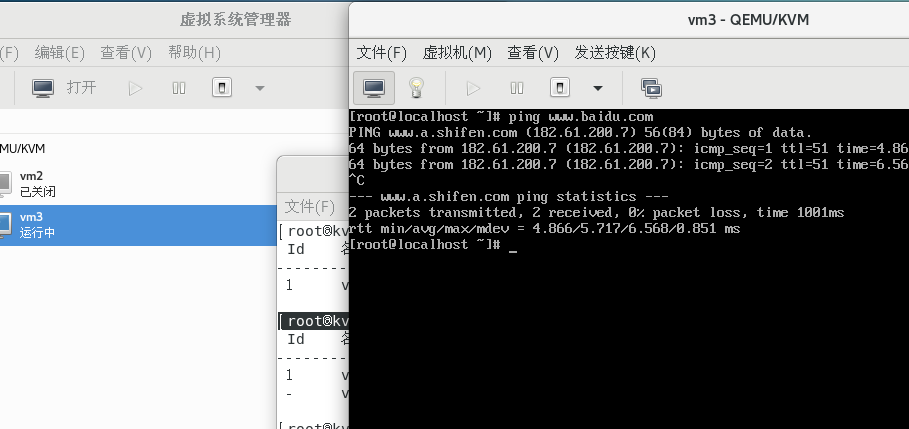 虚拟系统管理器
(F) 编辑(E) 查看(V) 帮助(H)
打开
MU/KVM
vm2
已关闭
vm3
运行中
文件(F)
[root@kv
Id 名
1 v
[root@kv
Id 名
1 v
- v
[root@kv
vm3 - QEMU/KVM
文件(F) 虚拟机(M) 查看(V) 发送按键(K)
[root@localhost ~]# ping www.baidu.com
PING www.a.shifen.com (182.61.200.7) 56(84) bytes of data.
64 bytes from 182.61.200.7 (182.61.200.7): icmp_seq=1 ttl=51 time=4.86
64 bytes from 182.61.200.7 (182.61.200.7): icmp_seq=2 ttl=51 time=6.56
^C
--- www.a.shifen.com ping statistics ---
2 packets transmitted, 2 received, 0% packet loss, time 1001ms
rtt min/avg/max/mdev = 4.866/5.717/6.568/0.851 ms
[root@localhost ~]# _